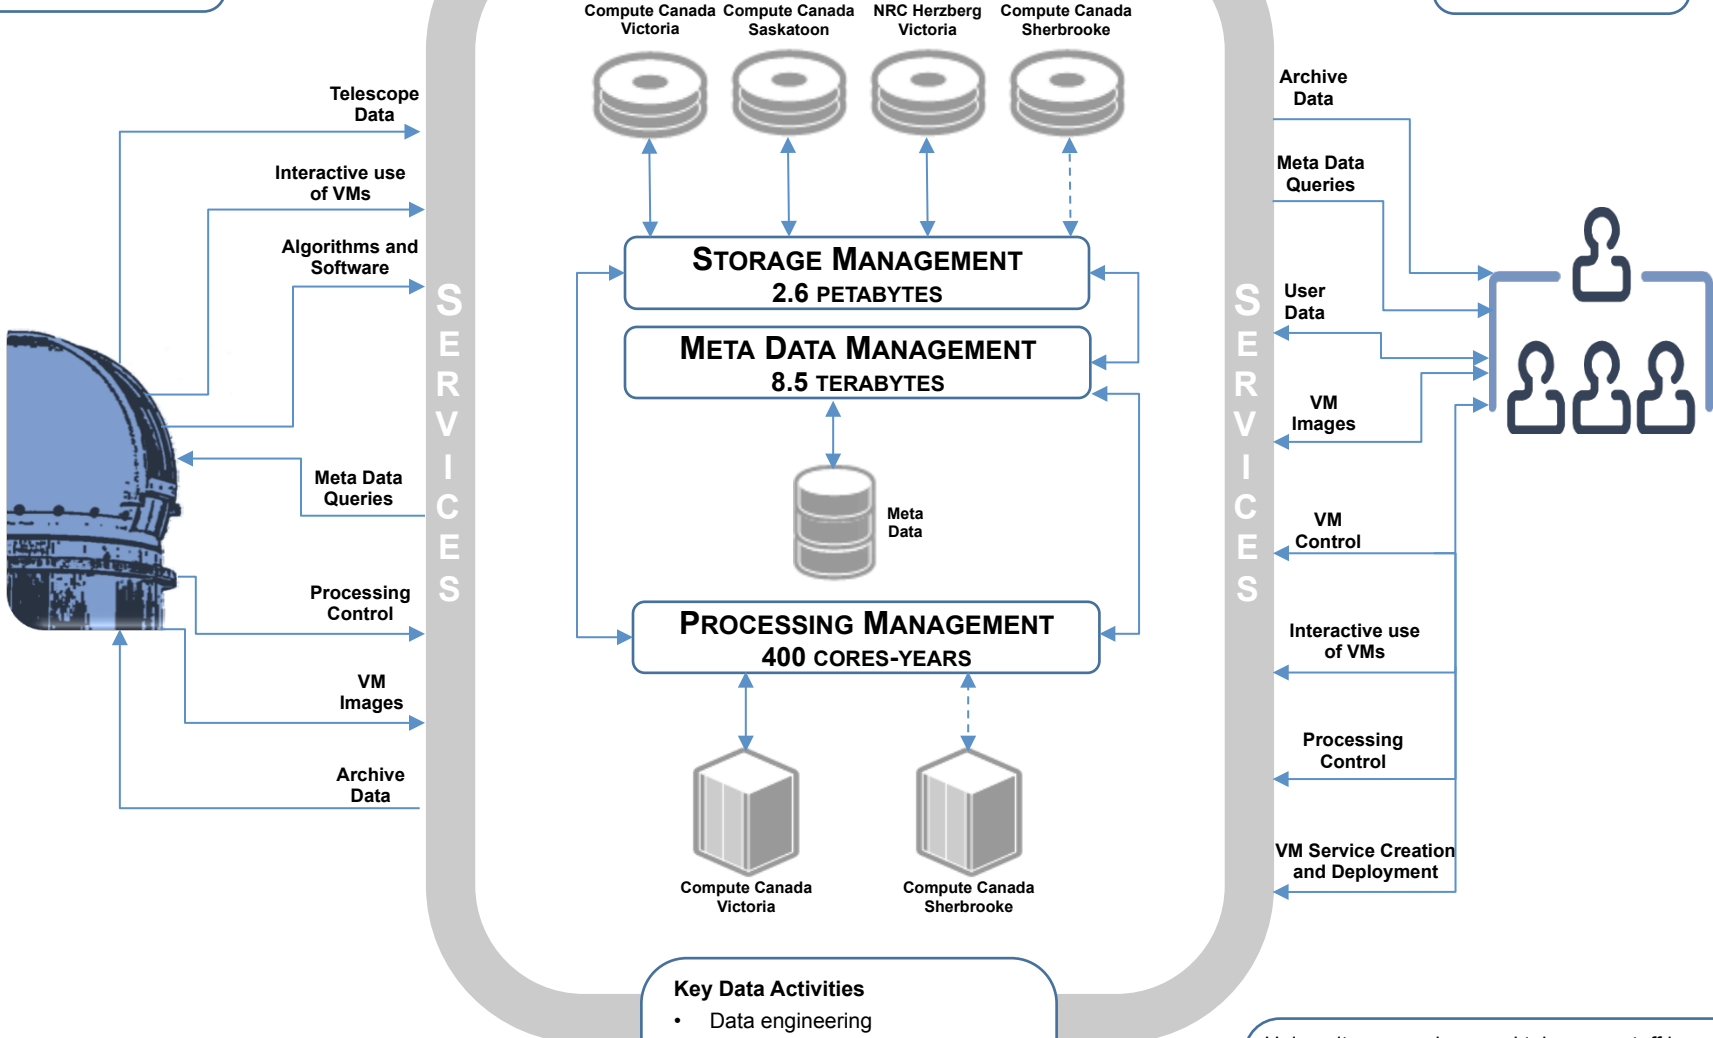 Compute Canada
Victoria
Compute Canada
Saskatoon
NRC Herzberg
Victoria
Compute Canada
Sherbrooke
Telescope
Data
Interactive use
of VMs
Algorithms and
Software
Meta Data
Queries
Processing
Control
VM
Images
Archive
Data
SERVICES
STORAGE MANAGEMENT
2.6 PETABYTES
META DATA MANAGEMENT
8.5 TERABYTES
Meta
Data
PROCESSING MANAGEMENT
400 CORES-YEARS
Compute Canada
Victoria
Compute Canada
Sherbrooke
Key Data Activities
• Data engineering
SERVICES
Archive
Data
Meta Data
Queries
User
Data
VM
Images
VM
Control
Interactive use
of VMs
Processing
Control
VM Service Creation
and Deployment